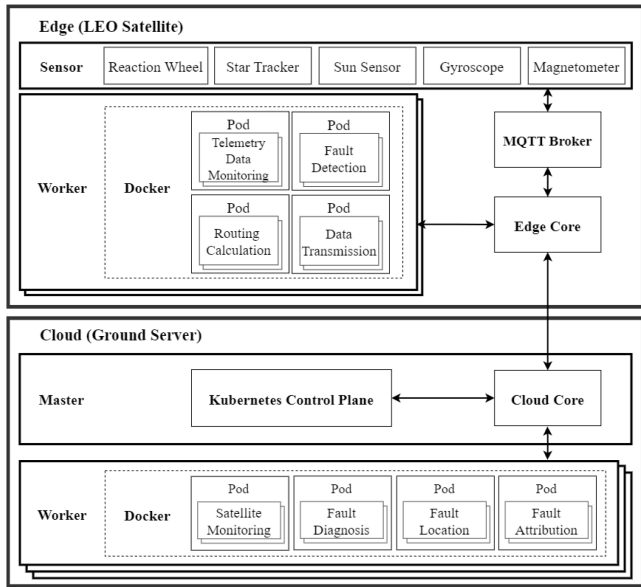 Edge (LEO Satellite)
Sensor
Reaction Wheel
Star Tracker
Sun Sensor
Gyroscope
Magnetometer
MQTT Broker
Edge Core
Worker
Docker
Pod
Telemetry
Data
Monitoring
Pod
Fault
Detection
Pod
Routing
Calculation
Pod
Data
Transmission
Cloud (Ground Server)
Master
Kubernetes Control Plane
Cloud Core
Worker
Docker
Pod
Satellite
Monitoring
Pod
Fault
Diagnosis
Pod
Fault
Location
Pod
Fault
Attribution